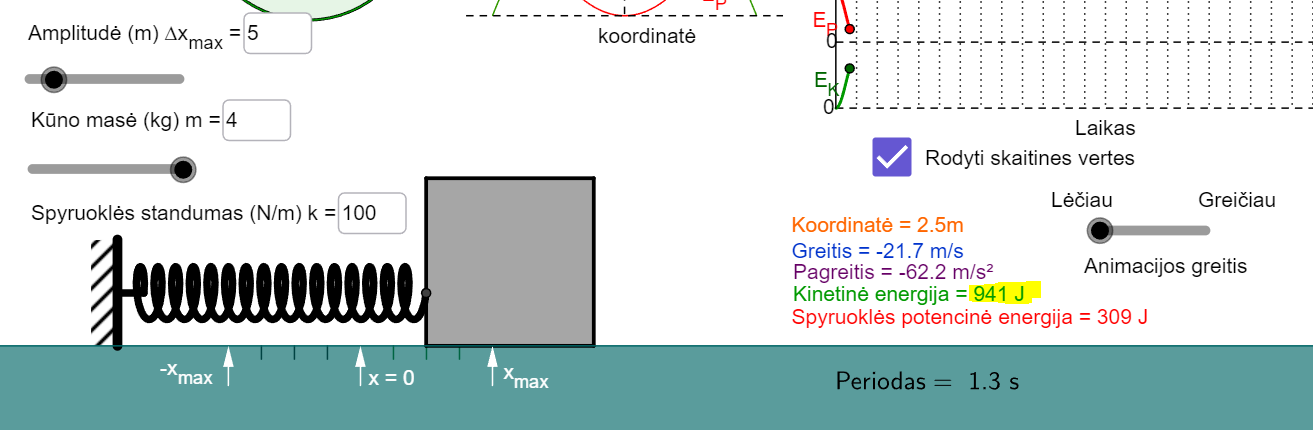 Amplitudė (m) Δxmax = 5
koordinatė
EP
EP
0
EK
0
Laikas
Kūno masė (kg) m = 4
Rodyti skaitines vertes
Spyruoklės standumas (N/m) k = 100
Lėčiau Greičiau
Koordinatė = 2.5m
Greitis = -21.7 m/s
Pagreitis = -62.2 m/s²
Kinetinė energija = 941 J
Spyruoklės potencinė energija = 309 J
Animacijos greitis
-xmax x = 0 xmax
Periodas = 1.3 s